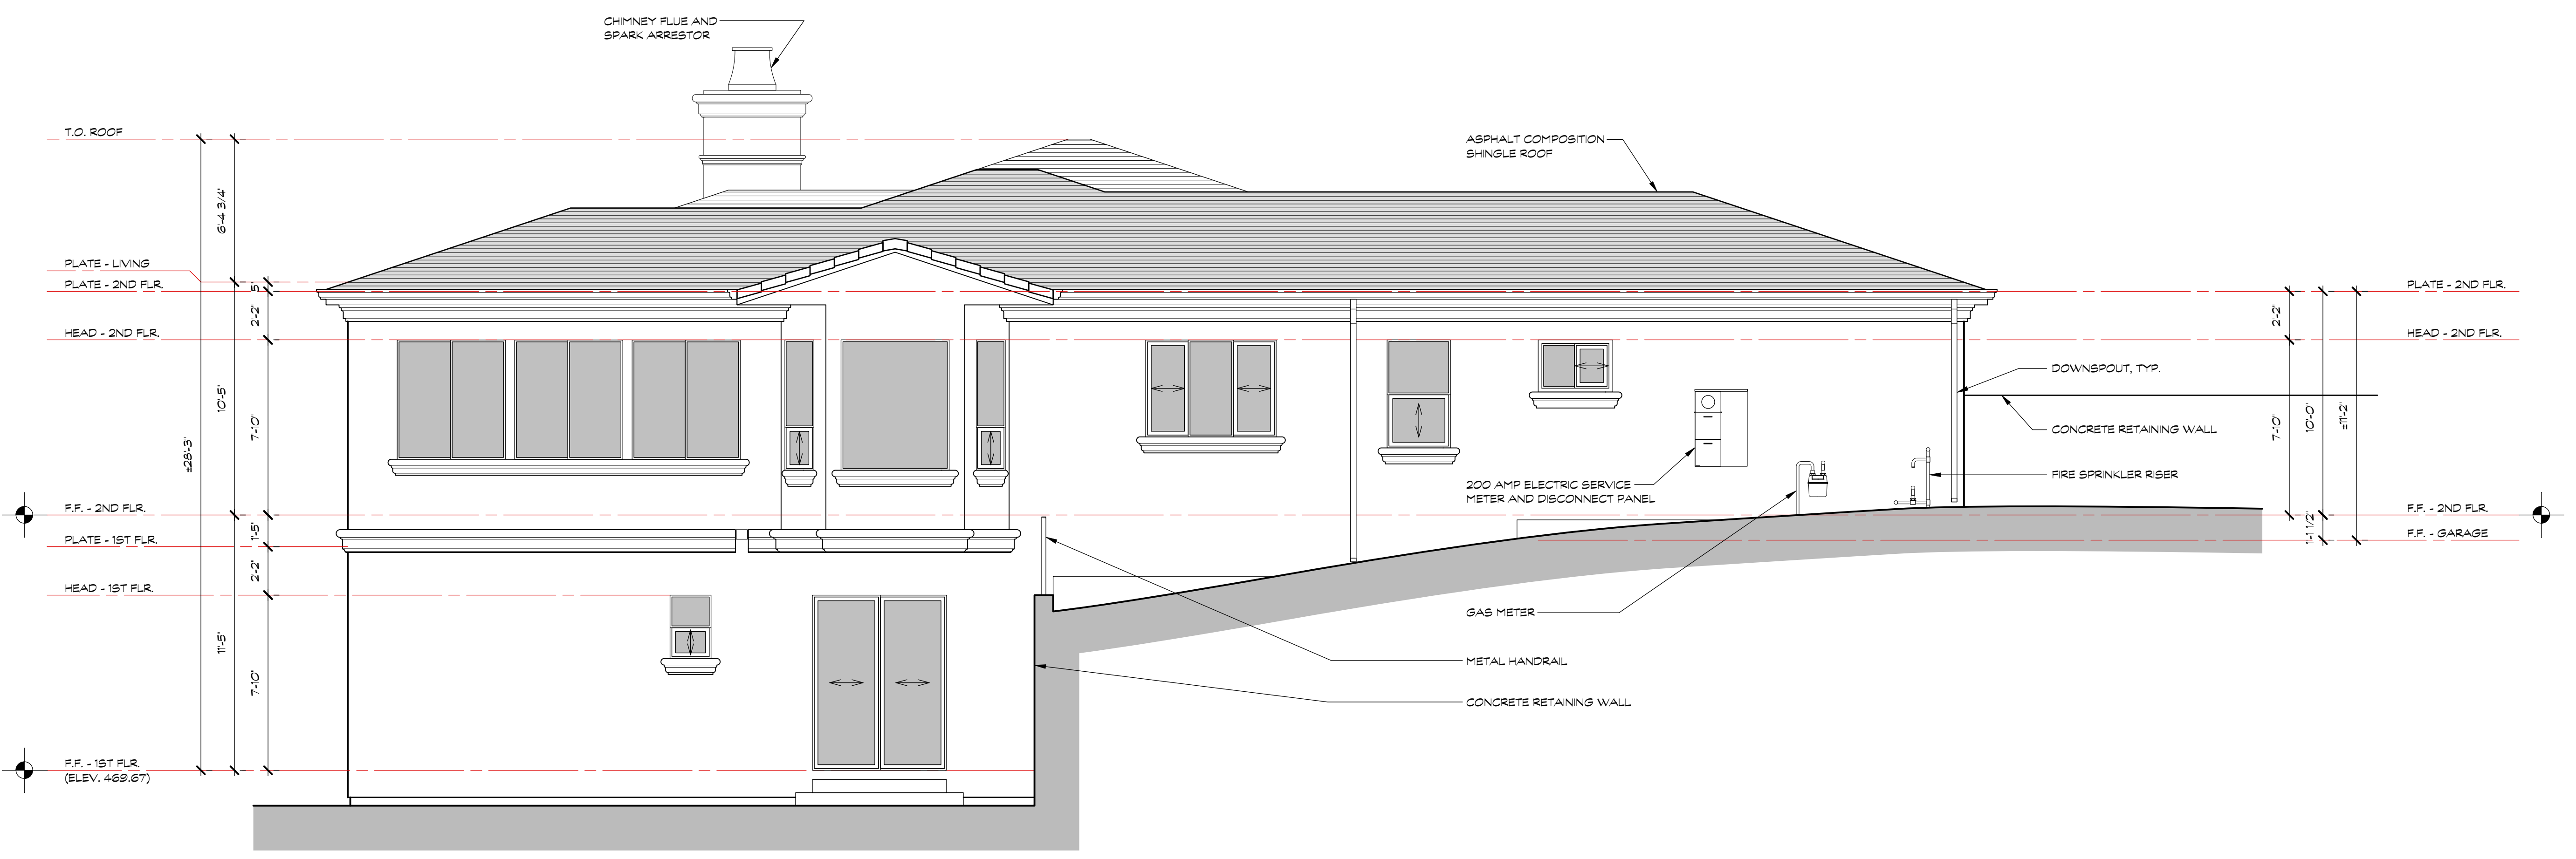 CHIMNEY FLUE AND
SPARK ARRESTOR
T.O. ROOF
ASPHALT COMPOSITION
SHINGLE ROOF
6'-4 3/4"
PLATE - LIVING
PLATE - 2ND FLR.
5"
PLATE - 2ND FLR.
2'-2"
2'-2"
HEAD - 2ND FLR.
HEAD - 2ND FLR.
DOWNSPOUT, TYP.
10'-5"
7'-10"
7'-10"
10'-0"
±11'-2"
CONCRETE RETAINING WALL
±28'-3"
FIRE SPRINKLER RISER
200 AMP ELECTRIC SERVICE
METER AND DISCONNECT PANEL
F.F. - 2ND FLR.
F.F. - 2ND FLR.
1'-5"
1'-1 1/2"
PLATE - 1ST FLR.
F.F. - GARAGE
2'-2"
HEAD - 1ST FLR.
GAS METER
11'-5"
7'-10"
METAL HANDRAIL
CONCRETE RETAINING WALL
F.F. - 1ST FLR.
(ELEV. 469.67)